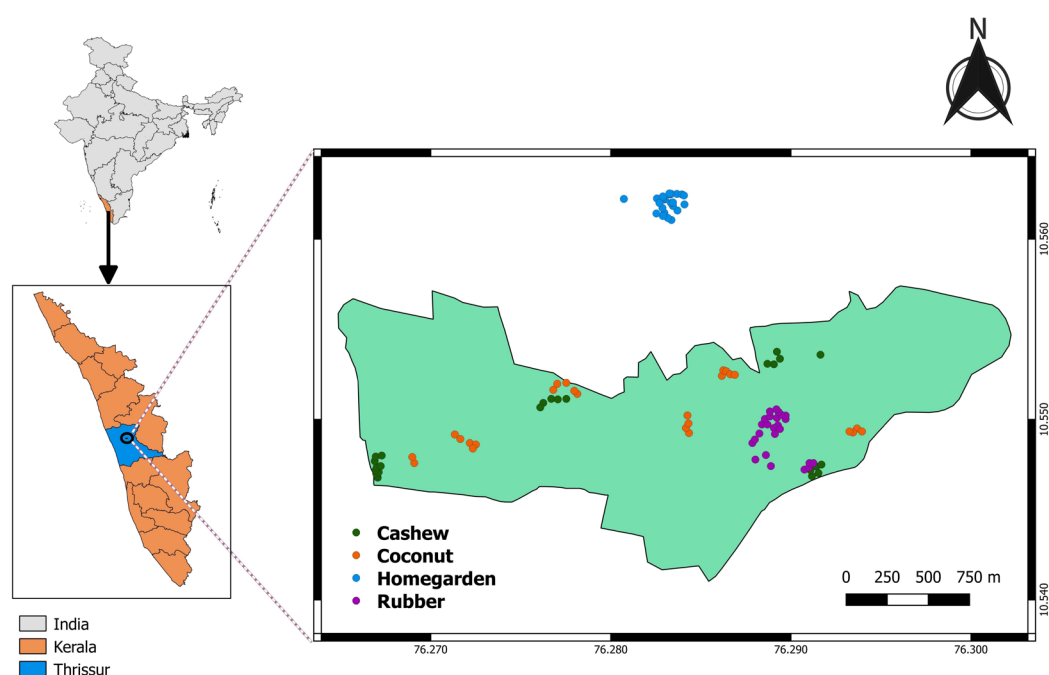 N
10.560
10.550
10.540
Cashew
Coconut
Homegarden
Rubber
0 250 500 750 m
76.270 76.280 76.290 76.300
India
Kerala
Thrissur